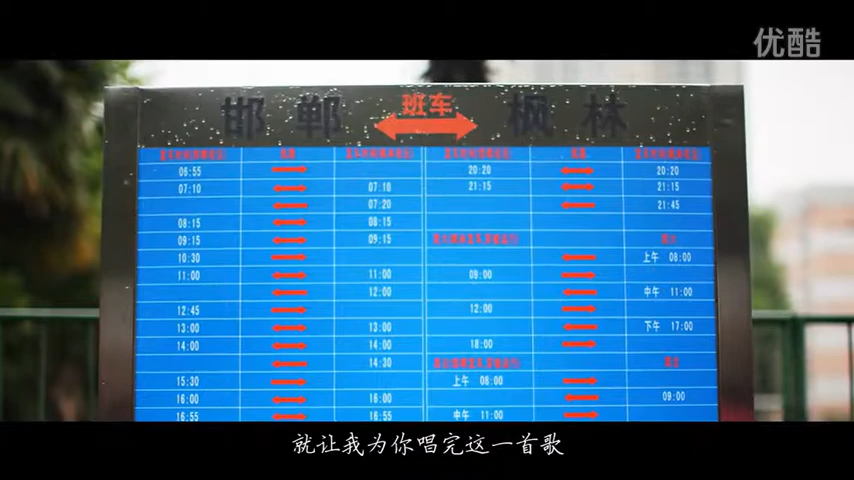 优酷
邯郸 班车 枫林
20:20 20:20
06:55 21:15 21:15
07:10 07:10 21:45
07:20
08:15 08:15
09:15 09:15
10:30 上午 08:00
11:00 11:00 09:00
12:00 中午 11:00
12:45 12:00
13:00 13:00 下午 17:00
14:00 14:00 18:00
14:30
15:30 上午 08:00
16:00 16:00 09:00
16:55 16:55 中午 11:00
就让我为你唱完这一首歌